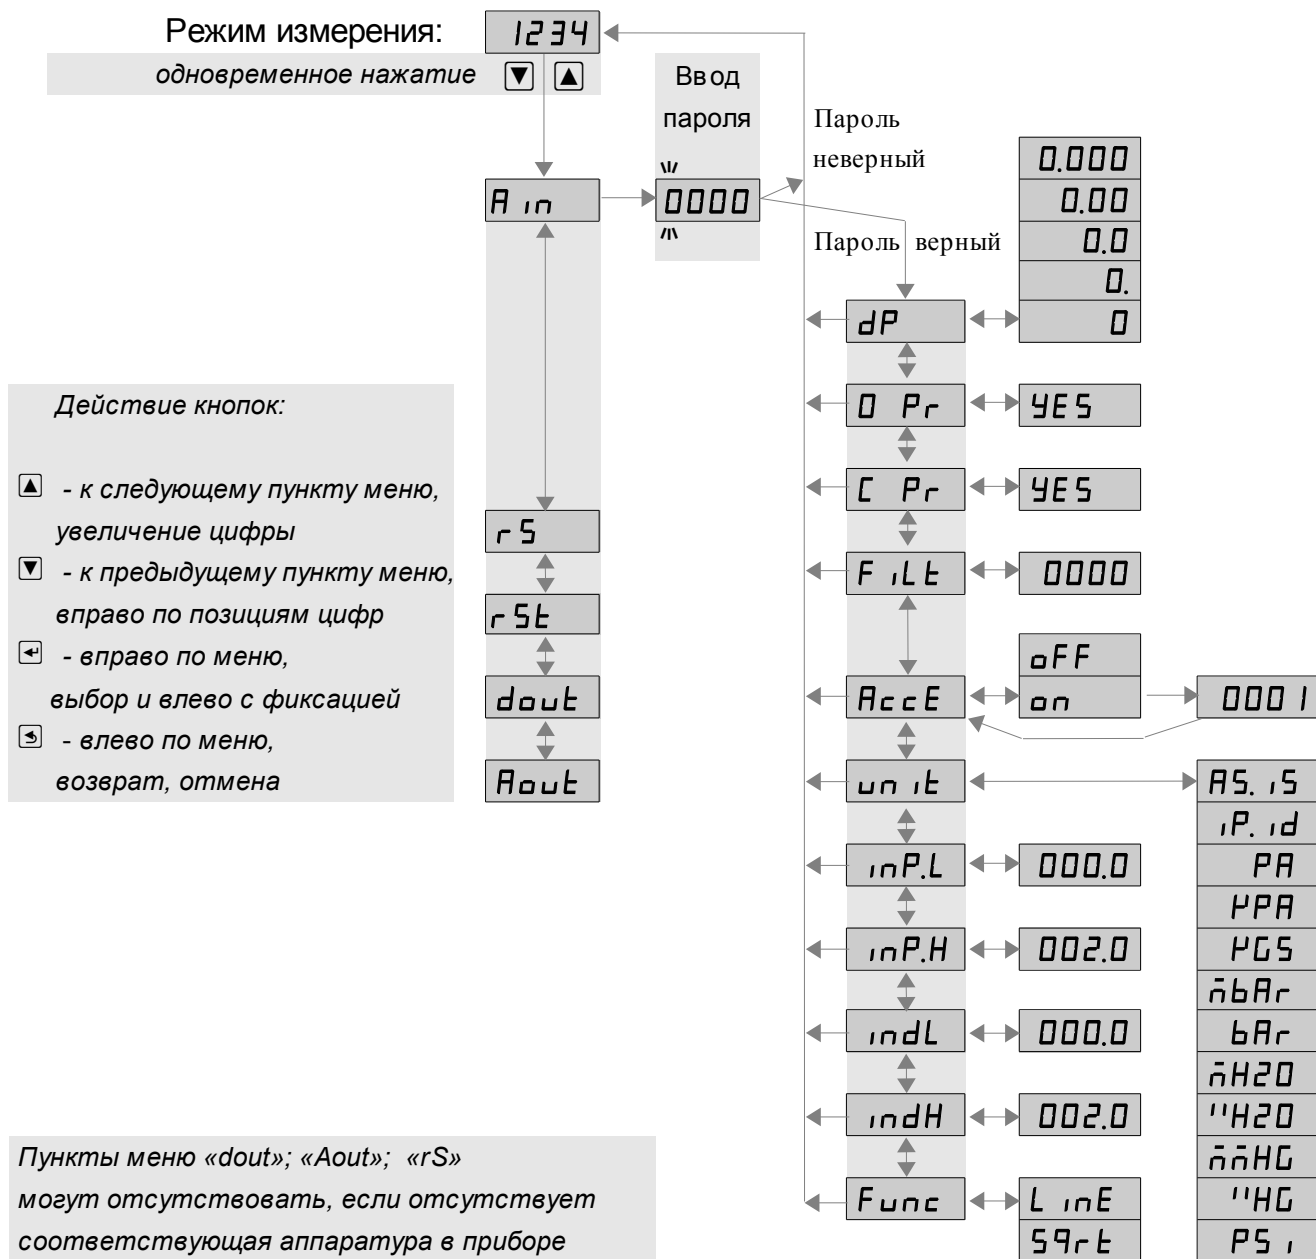 Режим измерения:
1234
одновременное нажатие
Ввод
пароля
Пароль
неверный
A in
0000
Пароль верный
0.000
0.00
0.0
0.
0
dP
0 Pr
YES
C Pr
YES
FiLt
0000
AccE
oFF
on
0001
unit
AS.iS
iP.id
PA
КPA
КGS
m̄bAr
bAr
m̄H2O
"H2O
m̄m̄HG
"HG
PSi
inP.L
000.0
inP.H
002.0
indL
000.0
indH
002.0
Func
LinE
Sqrt
rS
rSt
dout
Aout
Действие кнопок:
▲ - к следующему пункту меню,
увеличение цифры
▼ - к предыдущему пункту меню,
вправо по позициям цифр
- вправо по меню,
выбор и влево с фиксацией
- влево по меню,
возврат, отмена
Пункты меню «dout»; «Aout»; «rS»
могут отсутствовать, если отсутствует
соответствующая аппаратура в приборе